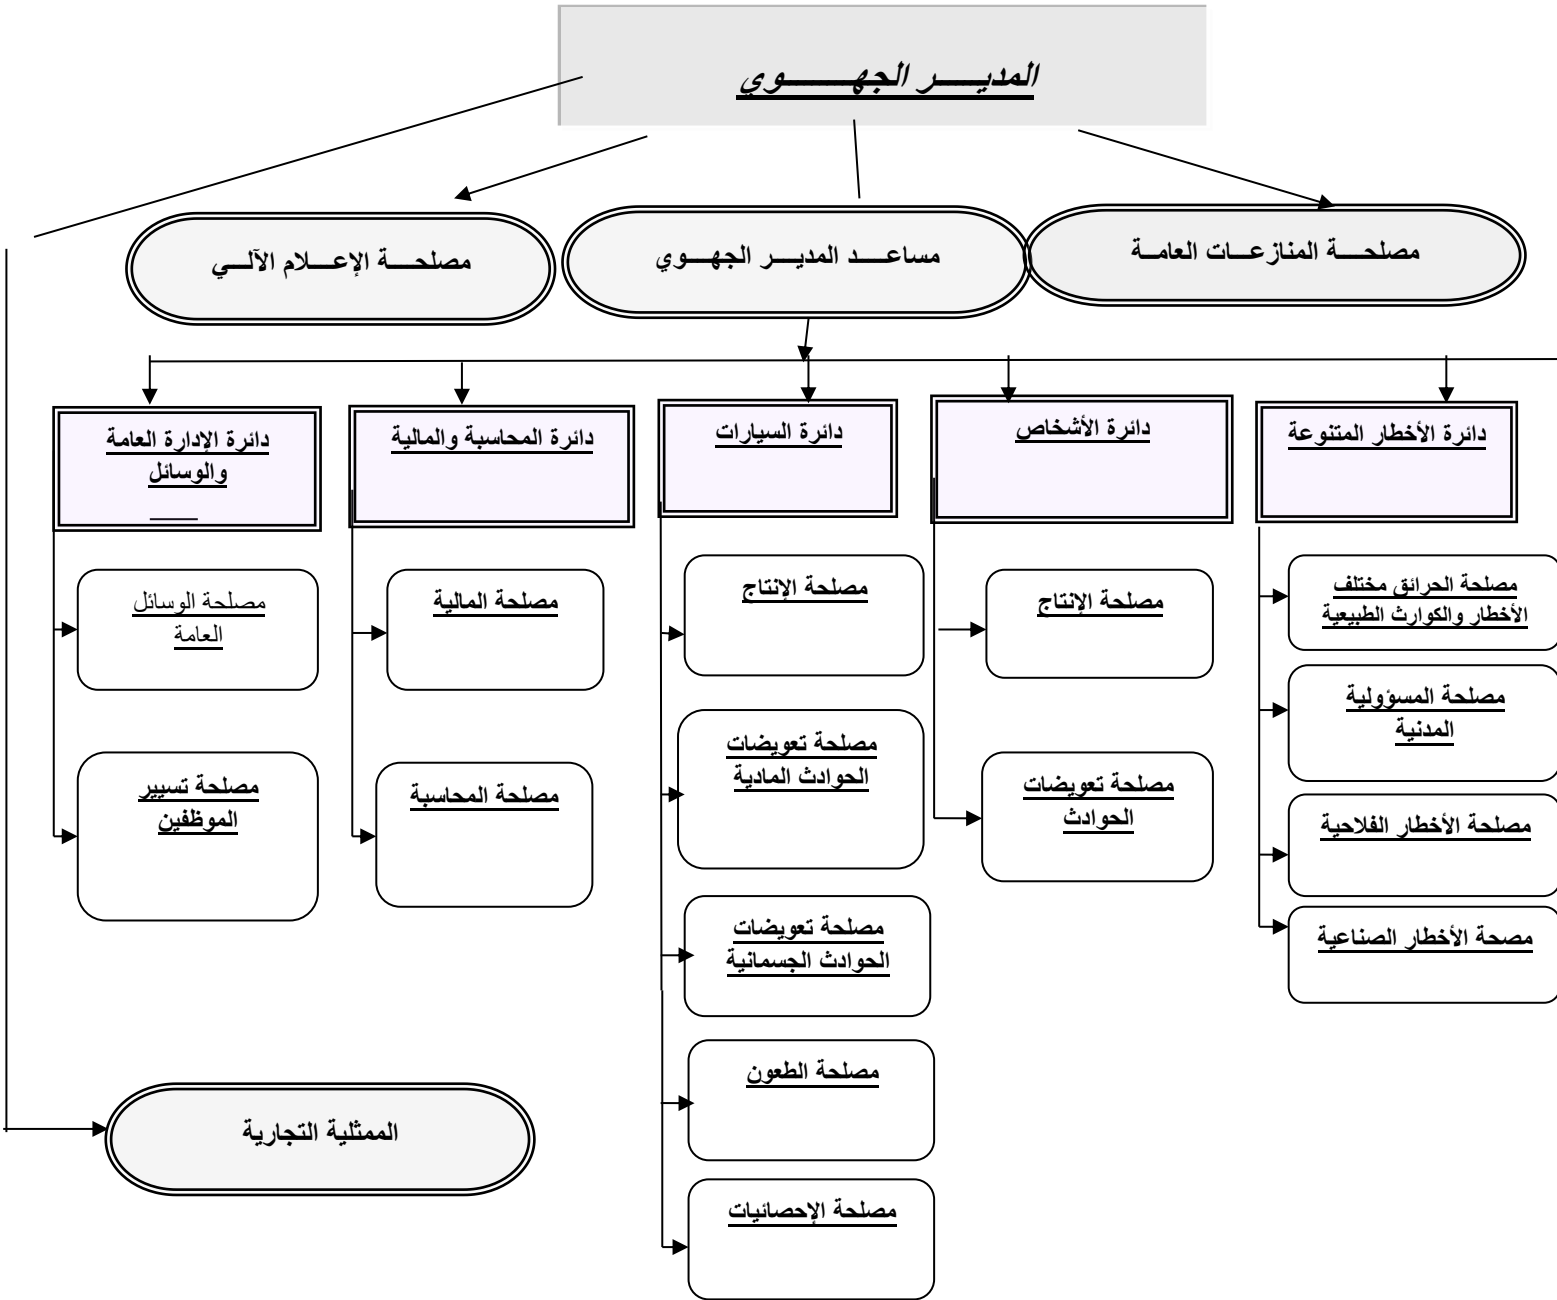 المديـــر الجهـــــوي
مصلحـــة المنازعـــات العامـــة
مساعـــد المديـــر الجهـــوي
مصلحـــة الإعـــلام الآلـــي
دائرة الأخطار المتنوعة
دائرة الأشخاص
دائرة السيارات
دائرة المحاسبة والمالية
دائرة الإدارة العامة
والوسائل
مصلحة الحرائق مختلف
الأخطار والكوارث الطبيعية
مصلحة المسؤولية
المدنية
مصلحة الأخطار الفلاحية
مصحة الأخطار الصناعية
مصلحة الإنتاج
مصلحة تعويضات
الحوادث
مصلحة الإنتاج
مصلحة تعويضات
الحوادث المادية
مصلحة تعويضات
الحوادث الجسمانية
مصلحة الطعون
مصلحة الإحصائيات
مصلحة المالية
مصلحة المحاسبة
مصلحة الوسائل
العامة
مصلحة تسيير
الموظفين
الممثلية التجارية